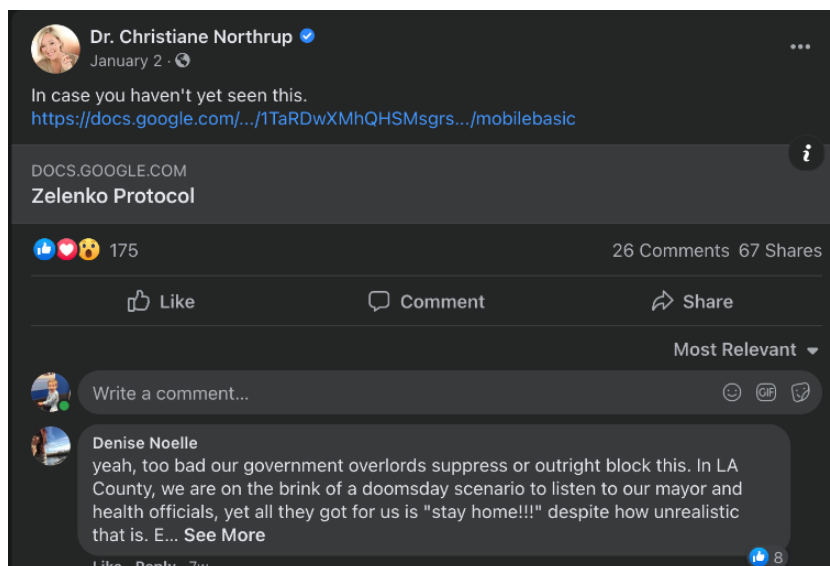 Dr. Christiane Northrup
January 2 ·
In case you haven't yet seen this.
https://docs.google.com/.../1TaRDwXMhQHSMsgrs.../mobilebasic
DOCS.GOOGLE.COM
Zelenko Protocol
175
26 Comments 67 Shares
Like Comment Share
Most Relevant
Write a comment...
GIF
Denise Noelle
yeah, too bad our government overlords suppress or outright block this. In LA
County, we are on the brink of a doomsday scenario to listen to our mayor and
health officials, yet all they got for us is "stay home!!!" despite how unrealistic
that is. E... See More
8
Like · Reply · 7w